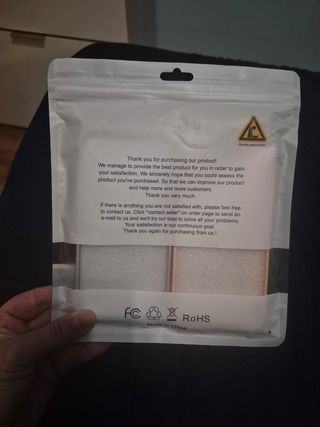 Thank you for purchasing our product!
We manage to provide the best product for you in order to gain
your satisfaction. We sincerely hope that you could assess the
product you've purchased. So that we can improve our product
and help more and more customers.
Thank you very much.
If there is anything you are not satisfied with, please feel free
to contact us. Click "contact seller" on order page to send an
e-mail to us and we'll try our best to solve all your problems.
Your satisfaction is our continuous goal.
Thank you again for purchasing from us !
FC RoHS
Made in China